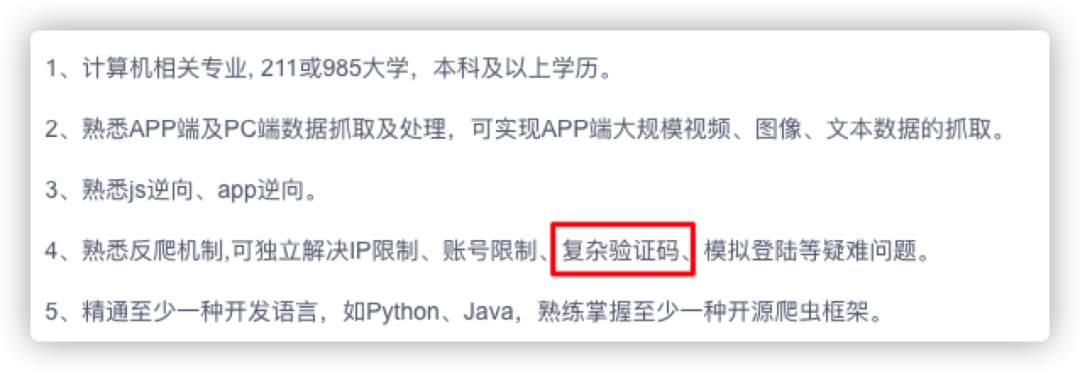 1、计算机相关专业, 211或985大学，本科及以上学历。
2、熟悉APP端及PC端数据抓取及处理，可实现APP端大规模视频、图像、文本数据的抓取。
3、熟悉js逆向、app逆向。
4、熟悉反爬机制,可独立解决IP限制、账号限制、复杂验证码、模拟登陆等疑难问题。
5、精通至少一种开发语言，如Python、Java，熟练掌握至少一种开源爬虫框架。